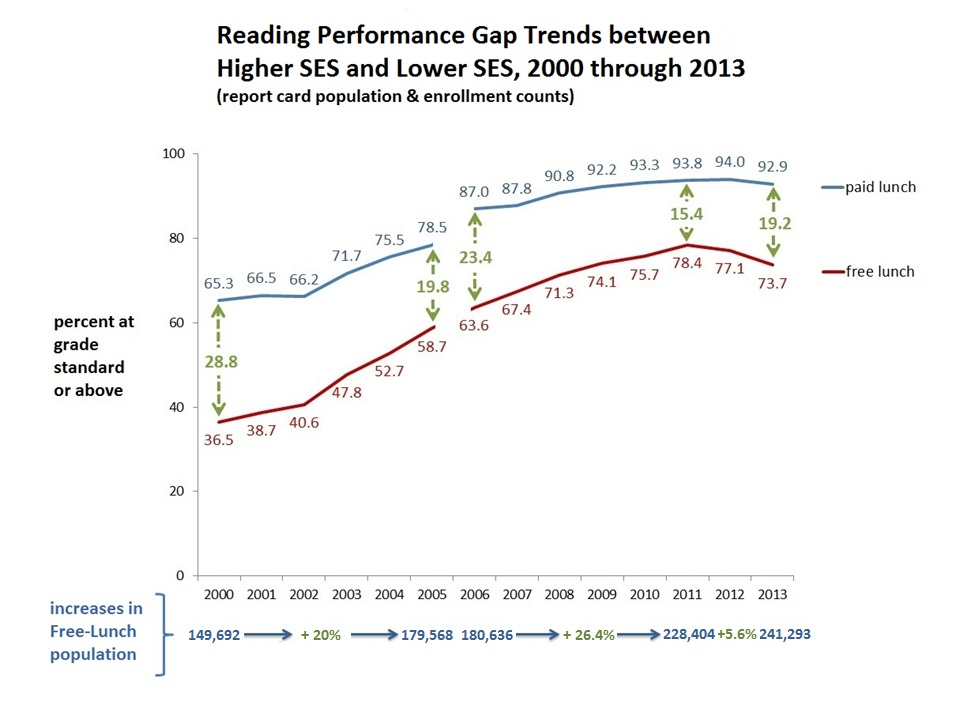 Reading Performance Gap Trends between
Higher SES and Lower SES, 2000 through 2013
(report card population & enrollment counts)
100
80
60
40
20
0
percent at
grade
standard
or above
65.3 66.5 66.2 71.7 75.5 78.5 87.0 87.8 90.8 92.2 93.3 93.8 94.0 92.9
28.8 19.8 23.4 15.4 19.2
36.5 38.7 40.6 47.8 52.7 58.7 63.6 67.4 71.3 74.1 75.7 78.4 77.1 73.7
paid lunch
free lunch
2000 2001 2002 2003 2004 2005 2006 2007 2008 2009 2010 2011 2012 2013
increases in
Free-Lunch
population
149,692 + 20% 179,568 180,636 + 26.4% 228,404 +5.6% 241,293